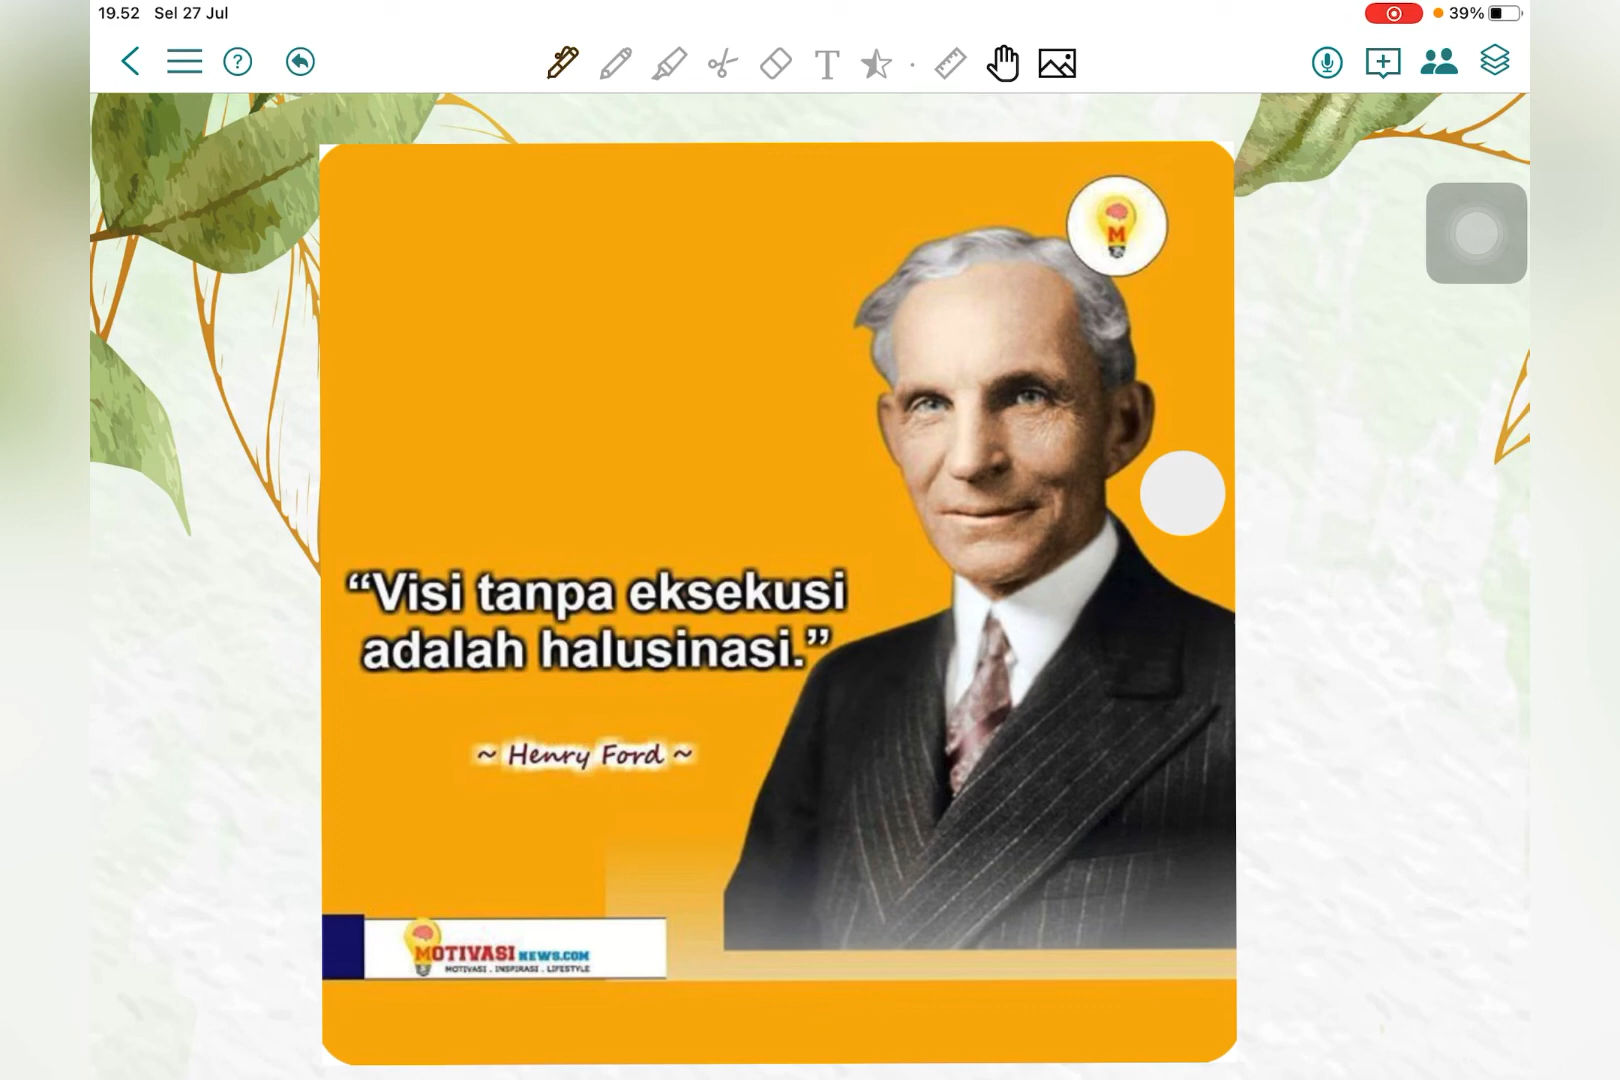 19.52 Sel 27 Jul
39%
?
T
M
“Visi tanpa eksekusi
adalah halusinasi.”
~ Henry Ford ~
MOTIVASI NEWS.COM
MOTIVASI . INSPIRASI . LIFESTYLE